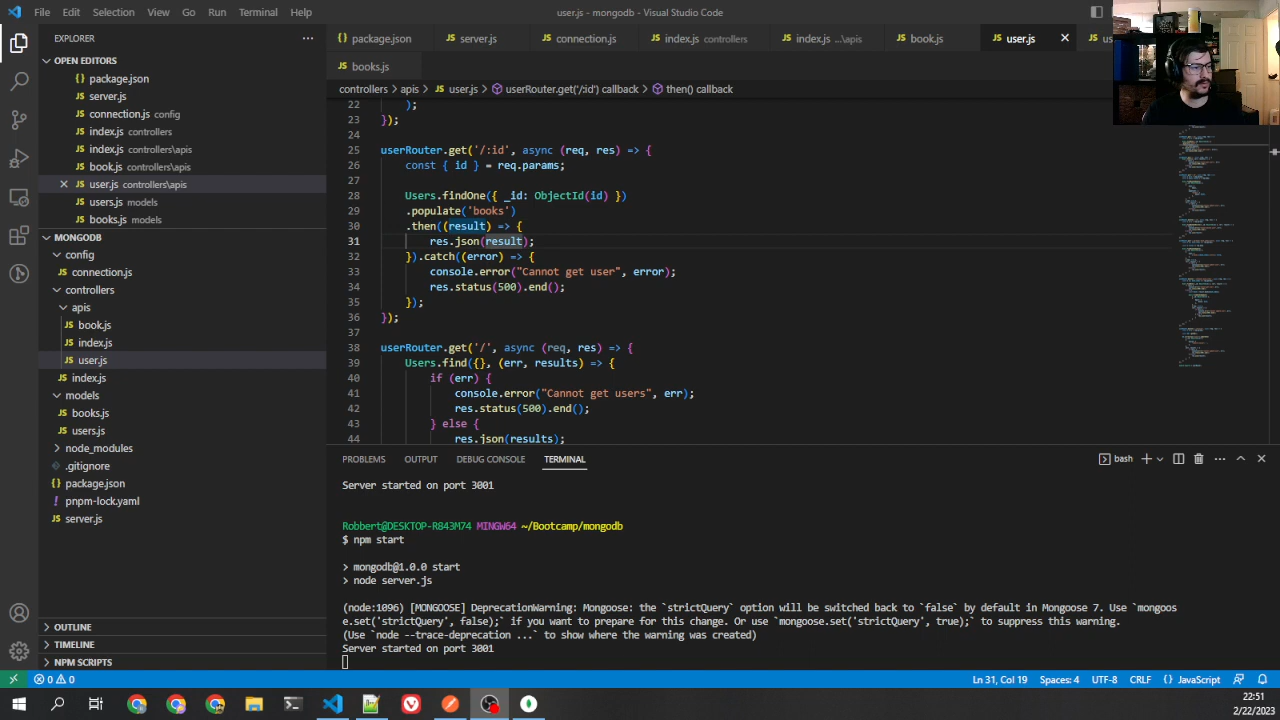 File Edit Selection View Go Run Terminal Help
user.js - mongodb - Visual Studio Code
EXPLORER
OPEN EDITORS
package.json
server.js
connection.js config
index.js controllers
index.js controllers\apis
book.js controllers\apis
user.js controllers\apis
users.js models
books.js models
MONGODB
config
connection.js
controllers
apis
book.js
index.js
user.js
index.js
models
books.js
users.js
node_modules
.gitignore
package.json
pnpm-lock.yaml
server.js
OUTLINE
TIMELINE
NPM SCRIPTS
package.json server.js connection.js index.js controllers index.js ...\apis book.js user.js us
books.js
controllers > apis > JS user.js > userRouter.get('/:id') callback > then() callback
22 );
23 });
24
25 userRouter.get('/:id', async (req, res) => {
26 const { id } = req.params;
27
28 Users.findOne({ _id: ObjectId(id) })
29 .populate('books')
30 .then((result) => {
31 res.json(result);
32 }).catch((error) => {
33 console.error("Cannot get user", error);
34 res.status(500).end();
35 });
36 });
37
38 userRouter.get('/', async (req, res) => {
39 Users.find({}, (err, results) => {
40 if (err) {
41 console.error("Cannot get users", err);
42 res.status(500).end();
43 } else {
44 res.json(results);
PROBLEMS OUTPUT DEBUG CONSOLE TERMINAL
bash
Server started on port 3001
Robbert@DESKTOP-R843M74 MINGW64 ~/Bootcamp/mongodb
$ npm start
> mongodb@1.0.0 start
> node server.js
(node:1096) [MONGOOSE] DeprecationWarning: Mongoose: the `strictQuery` option will be switched back to `false` by default in Mongoose 7. Use `mongoos
e.set('strictQuery', false);` if you want to prepare for this change. Or use `mongoose.set('strictQuery', true);` to suppress this warning.
(Use `node --trace-deprecation ...` to show where the warning was created)
Server started on port 3001
0 0
Ln 31, Col 19 Spaces: 4 UTF-8 CRLF {} JavaScript
22:51
2/22/2023